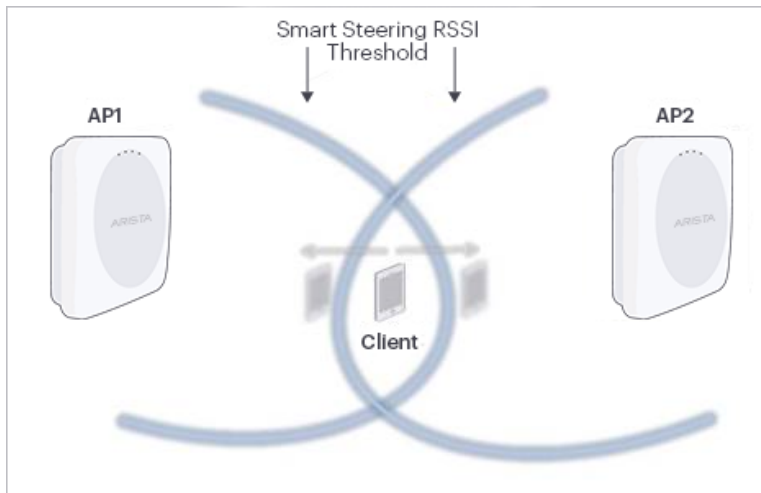 Smart Steering RSSI
Threshold
AP1
AP2
ARISTA
ARISTA
Client